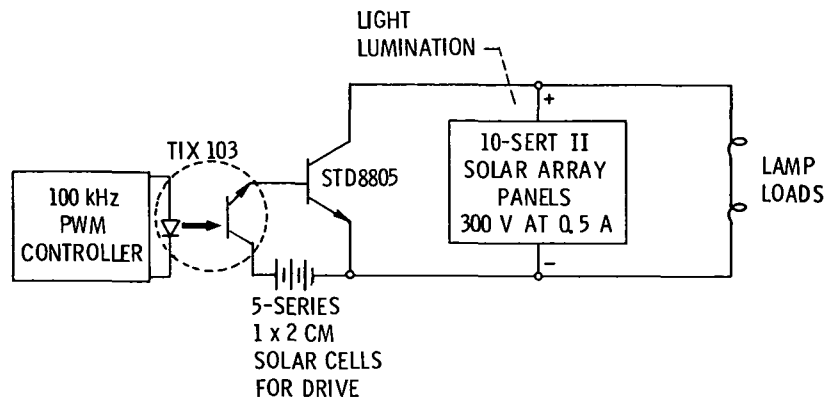 LIGHT
LUMINATION
+
TIX 103
10-SERT II
SOLAR ARRAY
PANELS
300 V AT 0.5 A
STD8805
LAMP
LOADS
100 kHz
PWM
CONTROLLER
−
5-SERIES
1 x 2 CM
SOLAR CELLS
FOR DRIVE